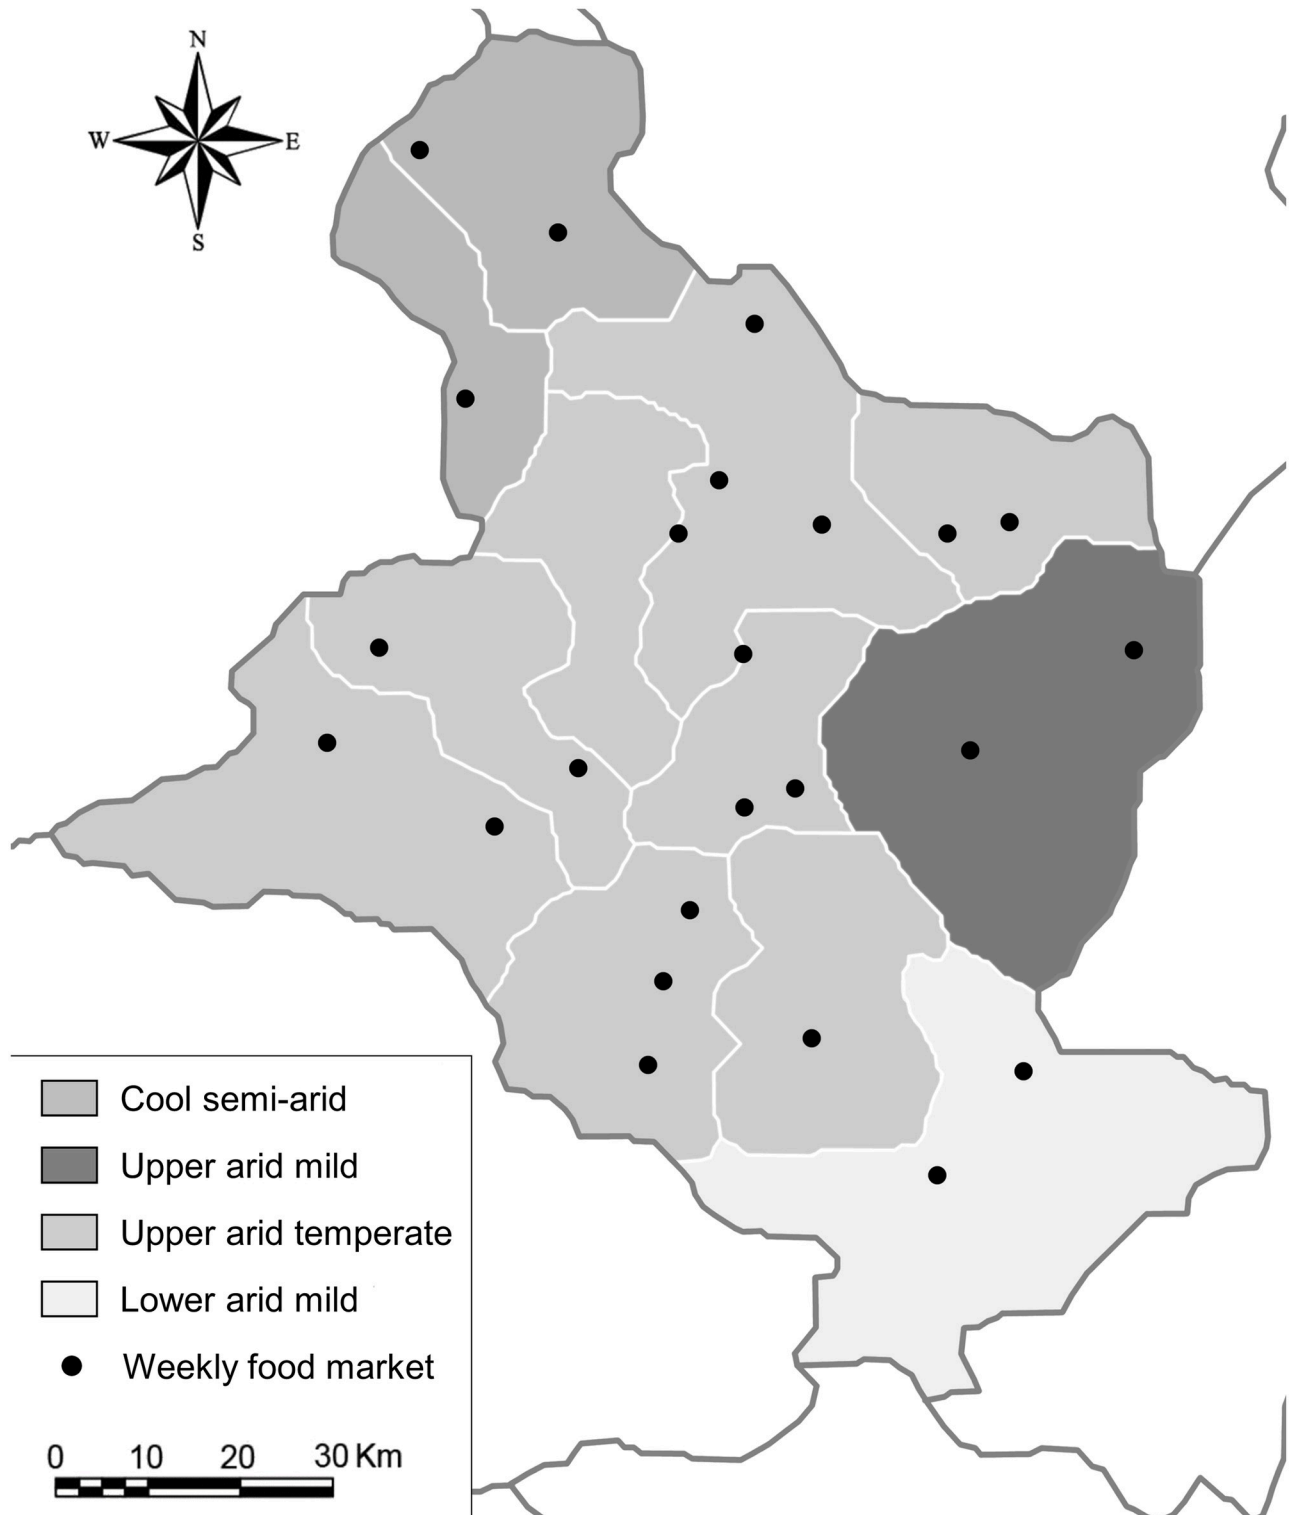 N
W E
S
Cool semi-arid
Upper arid mild
Upper arid temperate
Lower arid mild
Weekly food market
0 10 20 30 Km